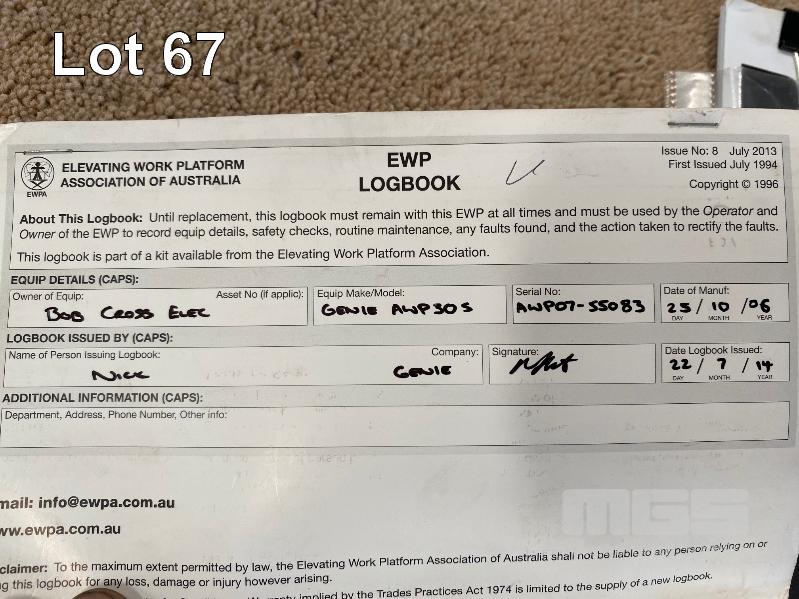 Lot 67
EWPA
ELEVATING WORK PLATFORM
ASSOCIATION OF AUSTRALIA
EWP
LOGBOOK
Issue No: 8 July 2013
First Issued July 1994
Copyright © 1996
About This Logbook: Until replacement, this logbook must remain with this EWP at all times and must be used by the Operator and
Owner of the EWP to record equip details, safety checks, routine maintenance, any faults found, and the action taken to rectify the faults.
This logbook is part of a kit available from the Elevating Work Platform Association.
EQUIP DETAILS (CAPS):
Owner of Equip: Asset No (if applic):
BOB CROSS ELEC
Equip Make/Model:
GENIE AWP30S
Serial No:
AWP07-55083
Date of Manuf:
25/10/06
DAY MONTH YEAR
LOGBOOK ISSUED BY (CAPS):
Name of Person Issuing Logbook: Company:
NICK GENIE
Signature:
Date Logbook Issued:
22/7/14
DAY MONTH YEAR
ADDITIONAL INFORMATION (CAPS):
Department, Address, Phone Number, Other info:
mail: info@ewpa.com.au
ww.ewpa.com.au
claimer: To the maximum extent permitted by law, the Elevating Work Platform Association of Australia shall not be liable to any person relying on or
g this logbook for any loss, damage or injury however arising.
implied by the Trades Practices Act 1974 is limited to the supply of a new logbook.
MGS